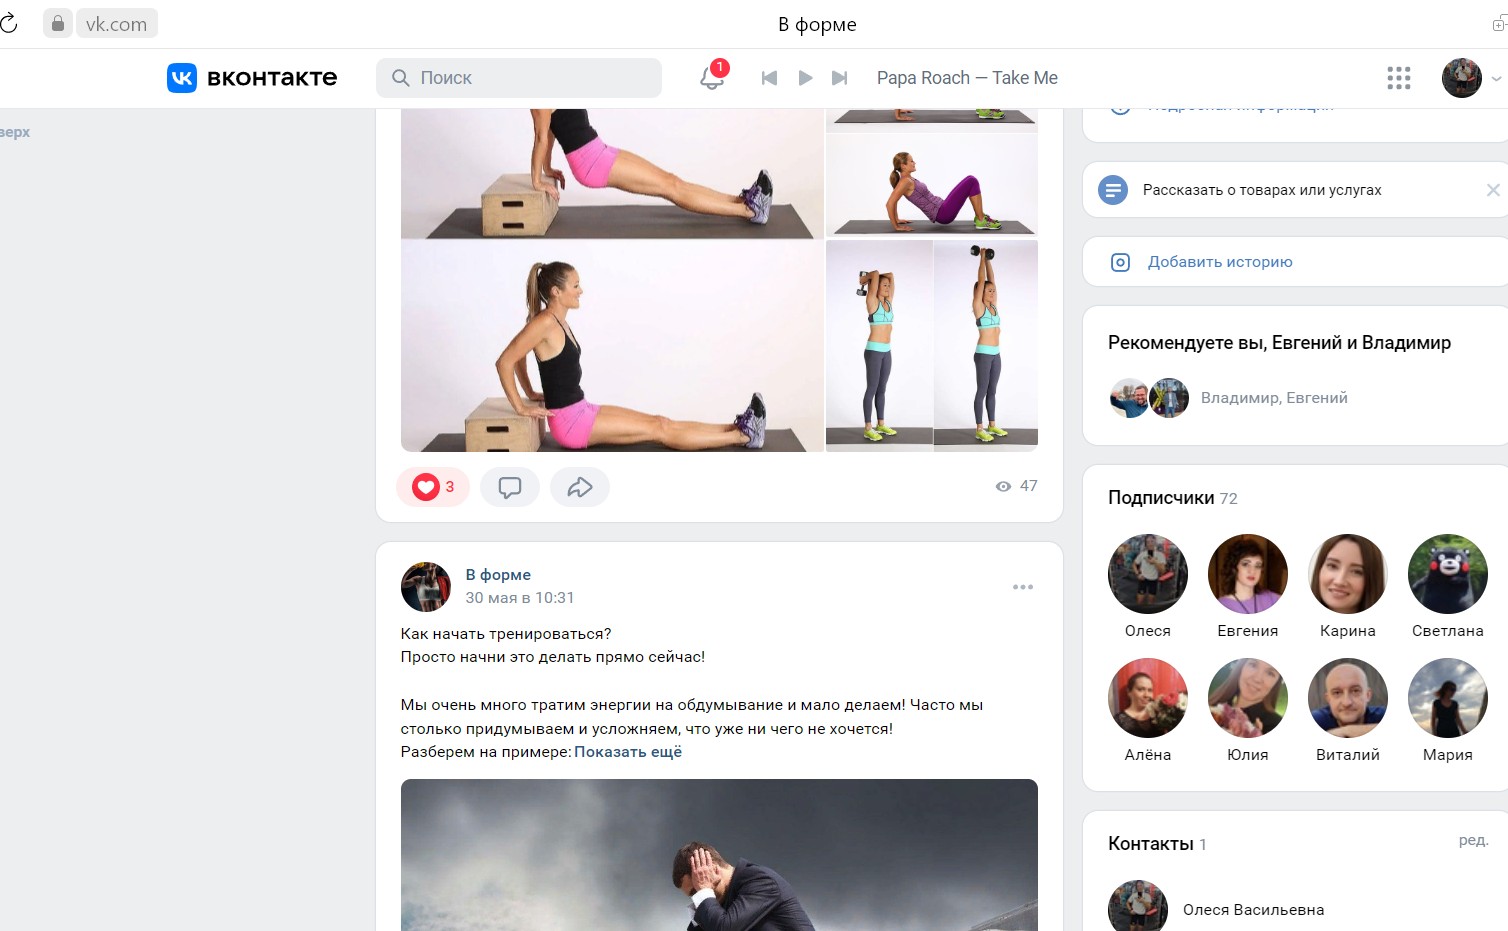 vk.com
В форме
вконтакте
Поиск
1
Papa Roach — Take Me
верх
Подробная информация
Рассказать о товарах или услугах
Добавить историю
Рекомендуете вы, Евгений и Владимир
Владимир, Евгений
3
47
Подписчики 72
Олеся
Евгения
Карина
Светлана
Алёна
Юлия
Виталий
Мария
В форме
30 мая в 10:31
Как начать тренироваться?
Просто начни это делать прямо сейчас!
Мы очень много тратим энергии на обдумывание и мало делаем! Часто мы
столько придумываем и усложняем, что уже ни чего не хочется!
Разберем на примере: Показать ещё
Контакты 1
ред.
Олеся Васильевна